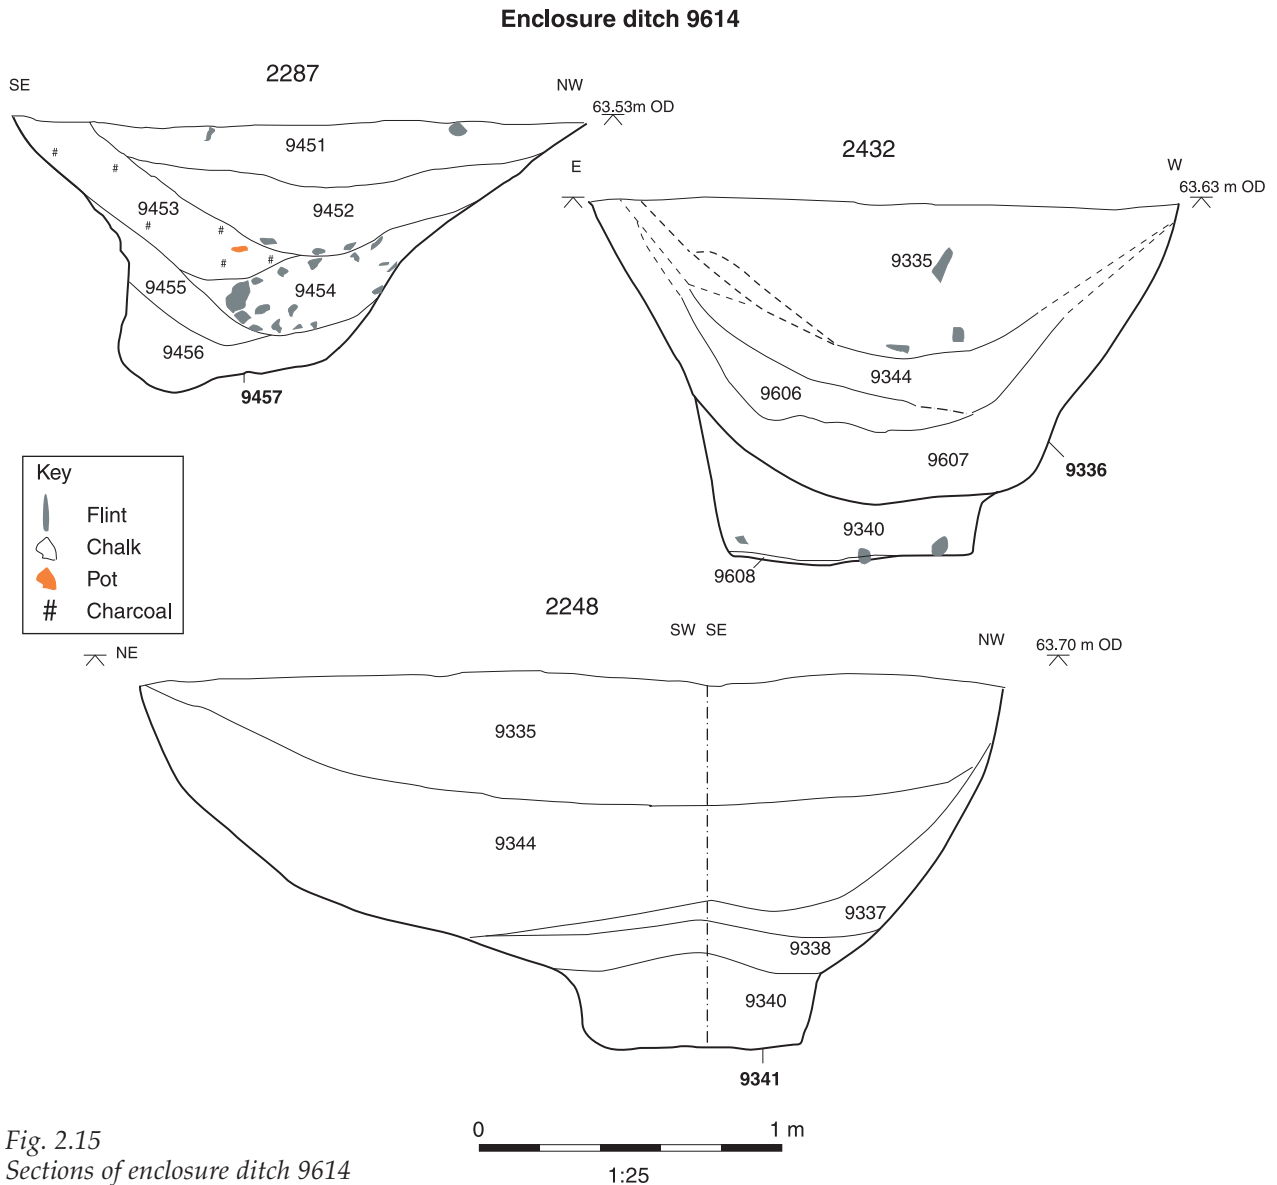 Enclosure ditch 9614
2287
SE
NW
63.53m OD
9451
9452
9453
9454
9455
9456
9457
2432
E
W
63.63 m OD
9335
9344
9606
9607
9336
9340
9608
Key
Flint
Chalk
Pot
# Charcoal
2248
NE
SW SE
NW
63.70 m OD
9335
9344
9337
9338
9340
9341
Fig. 2.15
Sections of enclosure ditch 9614
0 1 m
1:25